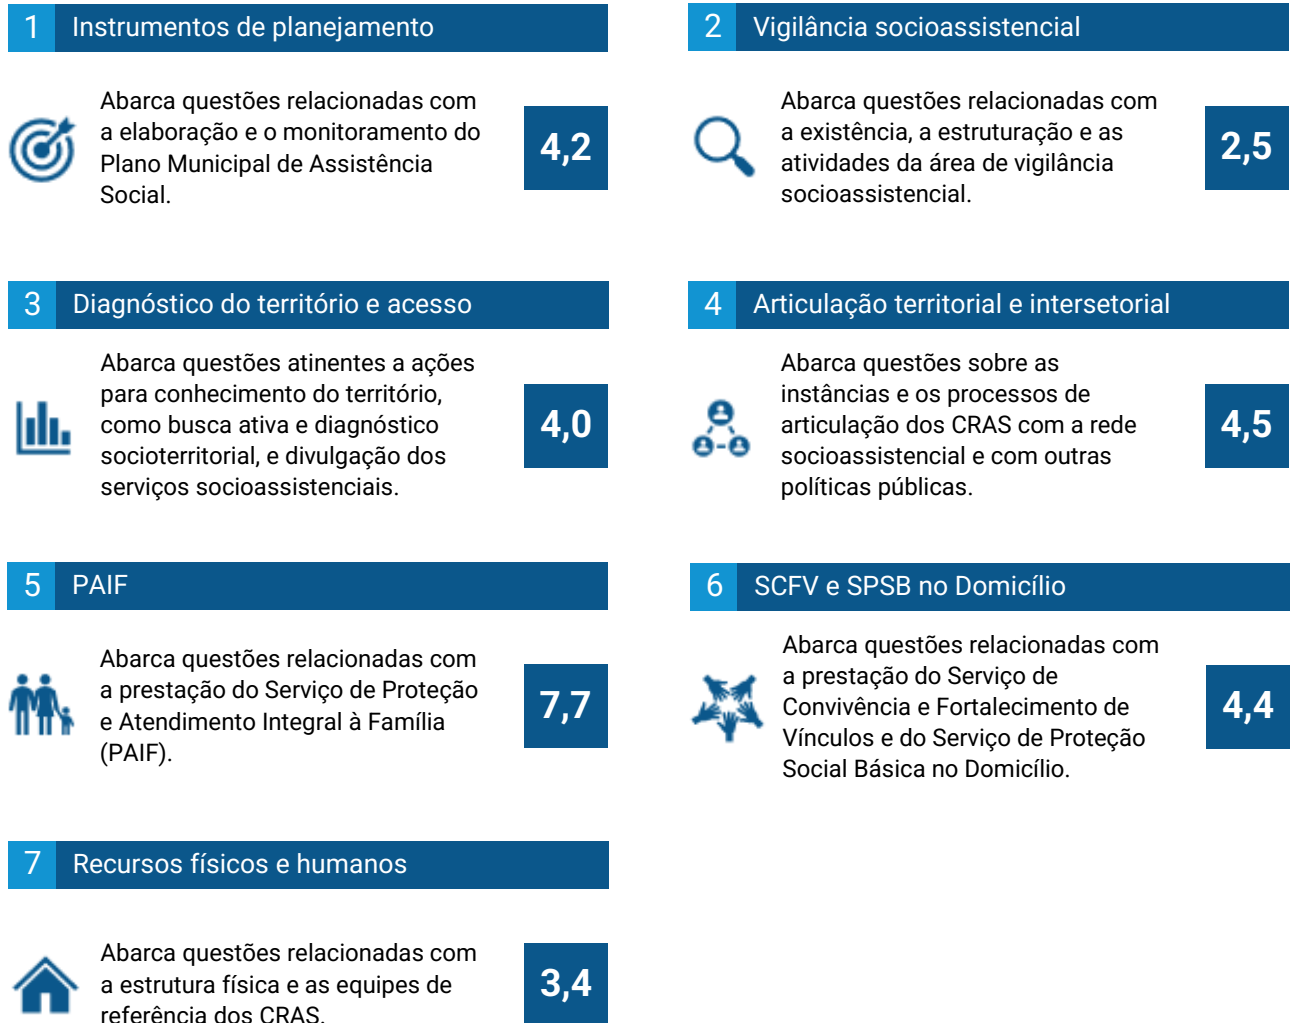 1 Instrumentos de planejamento
Abarca questões relacionadas com
a elaboração e o monitoramento do
Plano Municipal de Assistência
Social.
4,2
2 Vigilância socioassistencial
Abarca questões relacionadas com
a existência, a estruturação e as
atividades da área de vigilância
socioassistencial.
2,5
3 Diagnóstico do território e acesso
Abarca questões atinentes a ações
para conhecimento do território,
como busca ativa e diagnóstico
socioterritorial, e divulgação dos
serviços socioassistenciais.
4,0
4 Articulação territorial e intersetorial
Abarca questões sobre as
instâncias e os processos de
articulação dos CRAS com a rede
socioassistencial e com outras
políticas públicas.
4,5
5 PAIF
Abarca questões relacionadas com
a prestação do Serviço de Proteção
e Atendimento Integral à Família
(PAIF).
7,7
6 SCFV e SPSB no Domicílio
Abarca questões relacionadas com
a prestação do Serviço de
Convivência e Fortalecimento de
Vínculos e do Serviço de Proteção
Social Básica no Domicílio.
4,4
7 Recursos físicos e humanos
Abarca questões relacionadas com
a estrutura física e as equipes de
referência dos CRAS.
3,4